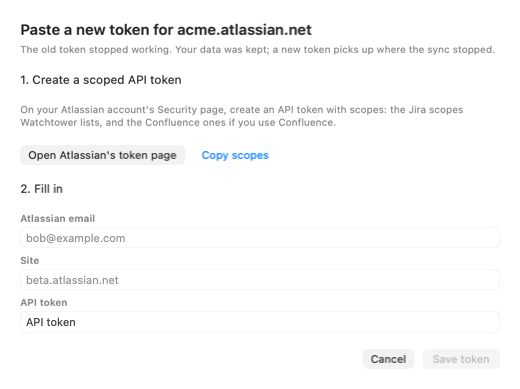 Paste a new token for acme.atlassian.net
The old token stopped working. Your data was kept; a new token picks up where the sync stopped.
1. Create a scoped API token
On your Atlassian account's Security page, create an API token with scopes: the Jira scopes
Watchtower lists, and the Confluence ones if you use Confluence.
Open Atlassian's token page Copy scopes
2. Fill in
Atlassian email
bob@example.com
Site
beta.atlassian.net
API token
API token
Cancel Save token